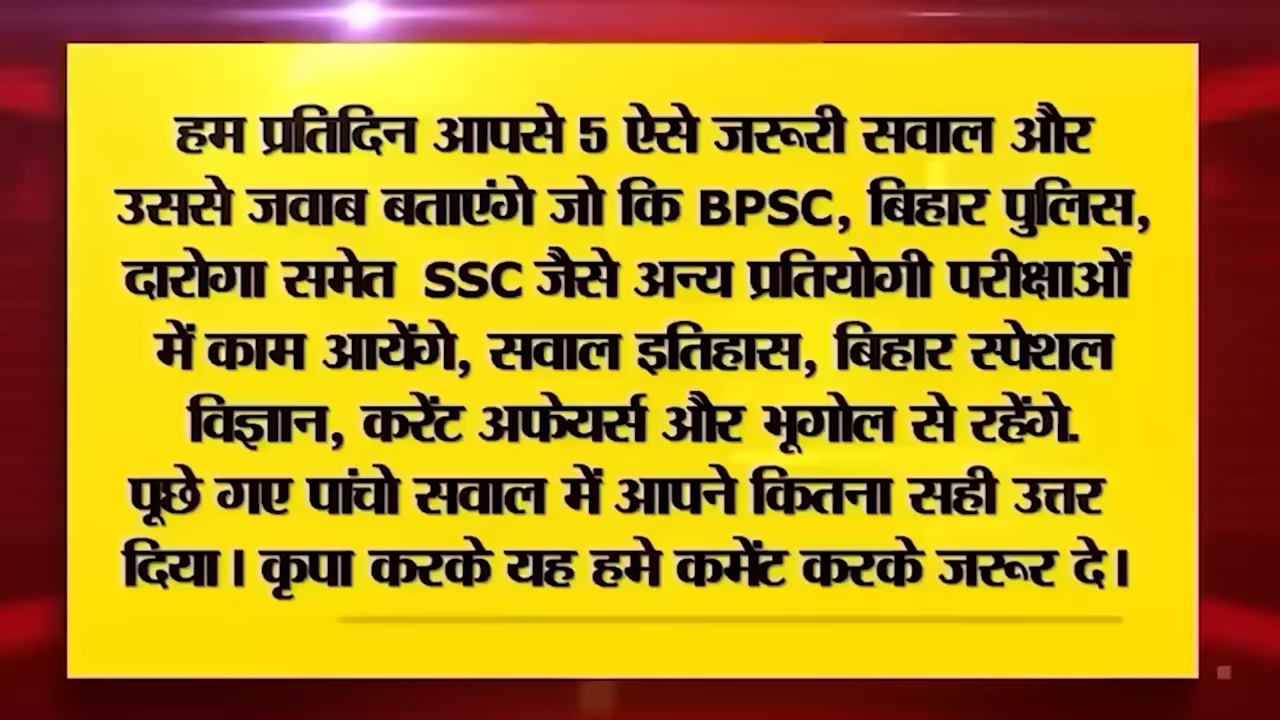 हम प्रतिदिन आपसे 5 ऐसे जरूरी सवाल और
उससे जवाब बताएंगे जो कि BPSC, बिहार पुलिस,
दारोगा समेत SSC जैसे अन्य प्रतियोगी परीक्षाओं
में काम आयेंगे, सवाल इतिहास, बिहार स्पेशल
विज्ञान, करेंट अफेयर्स और भूगोल से रहेंगे.
पूछे गए पांचो सवाल में आपने कितना सही उत्तर
दिया। कृपा करके यह हमे कमेंट करके जरूर दे।